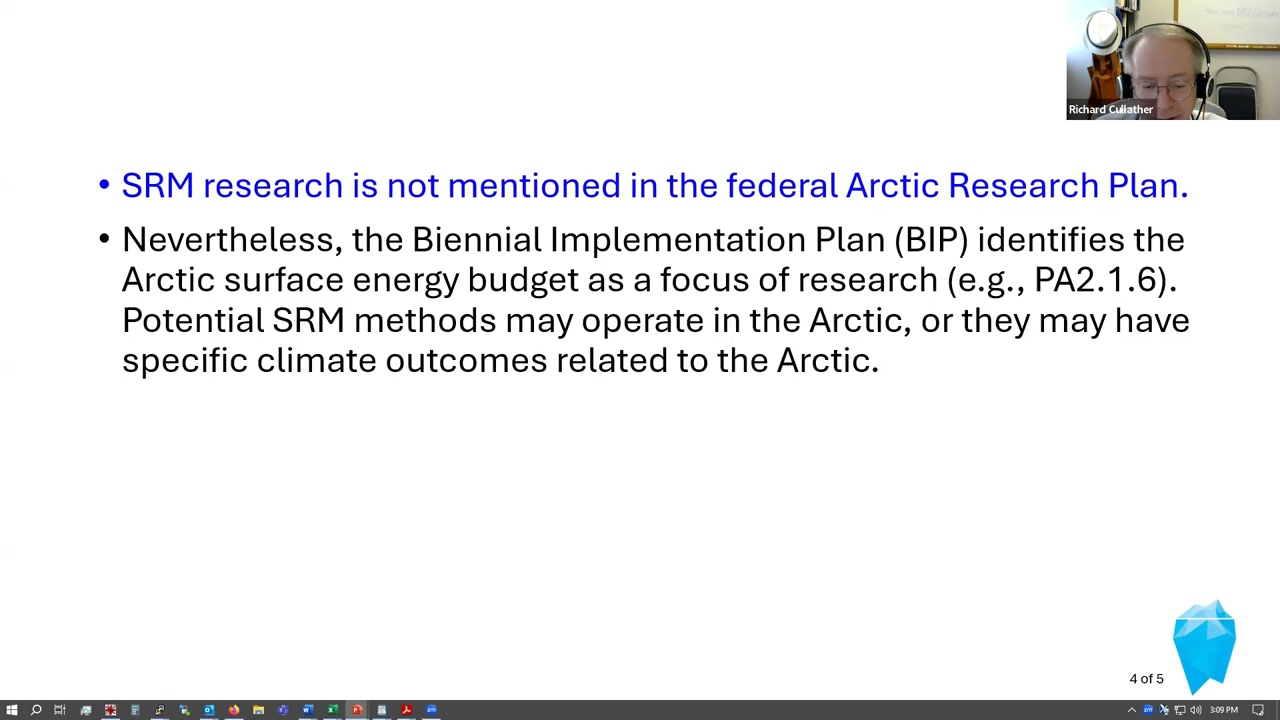 Richard Cullather
• SRM research is not mentioned in the federal Arctic Research Plan.
• Nevertheless, the Biennial Implementation Plan (BIP) identifies the
Arctic surface energy budget as a focus of research (e.g., PA2.1.6).
Potential SRM methods may operate in the Arctic, or they may have
specific climate outcomes related to the Arctic.
4 of 5
3:09 PM